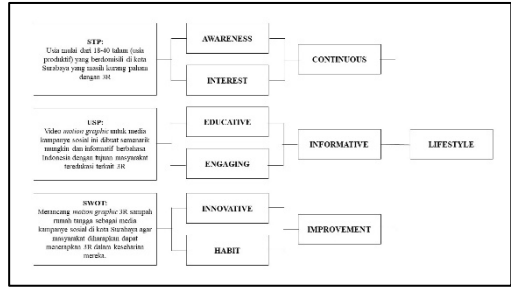 STP:
Usia mulai dari 18-40 tahun (usia
produktif) yang berdomisili di kota
Surabaya yang masih kurang paham
dengan 3R
AWARENESS
INTEREST
CONTINUOUS
USP:
Video motion graphic untuk media
kampanye sosial ini dibuat semenarik
mungkin dan informatif berbahasa
Indonesia dengan tujuan masyarakat
teredukasi terkait 3R
EDUCATIVE
ENGAGING
INFORMATIVE
LIFESTYLE
SWOT:
Merancang motion graphic 3R sampah
rumah tangga sebagai media
kampanye sosial di kota Surabaya agar
masyarakat diharapkan dapat
menerapkan 3R dalam keseharian
mereka.
INNOVATIVE
HABIT
IMPROVEMENT